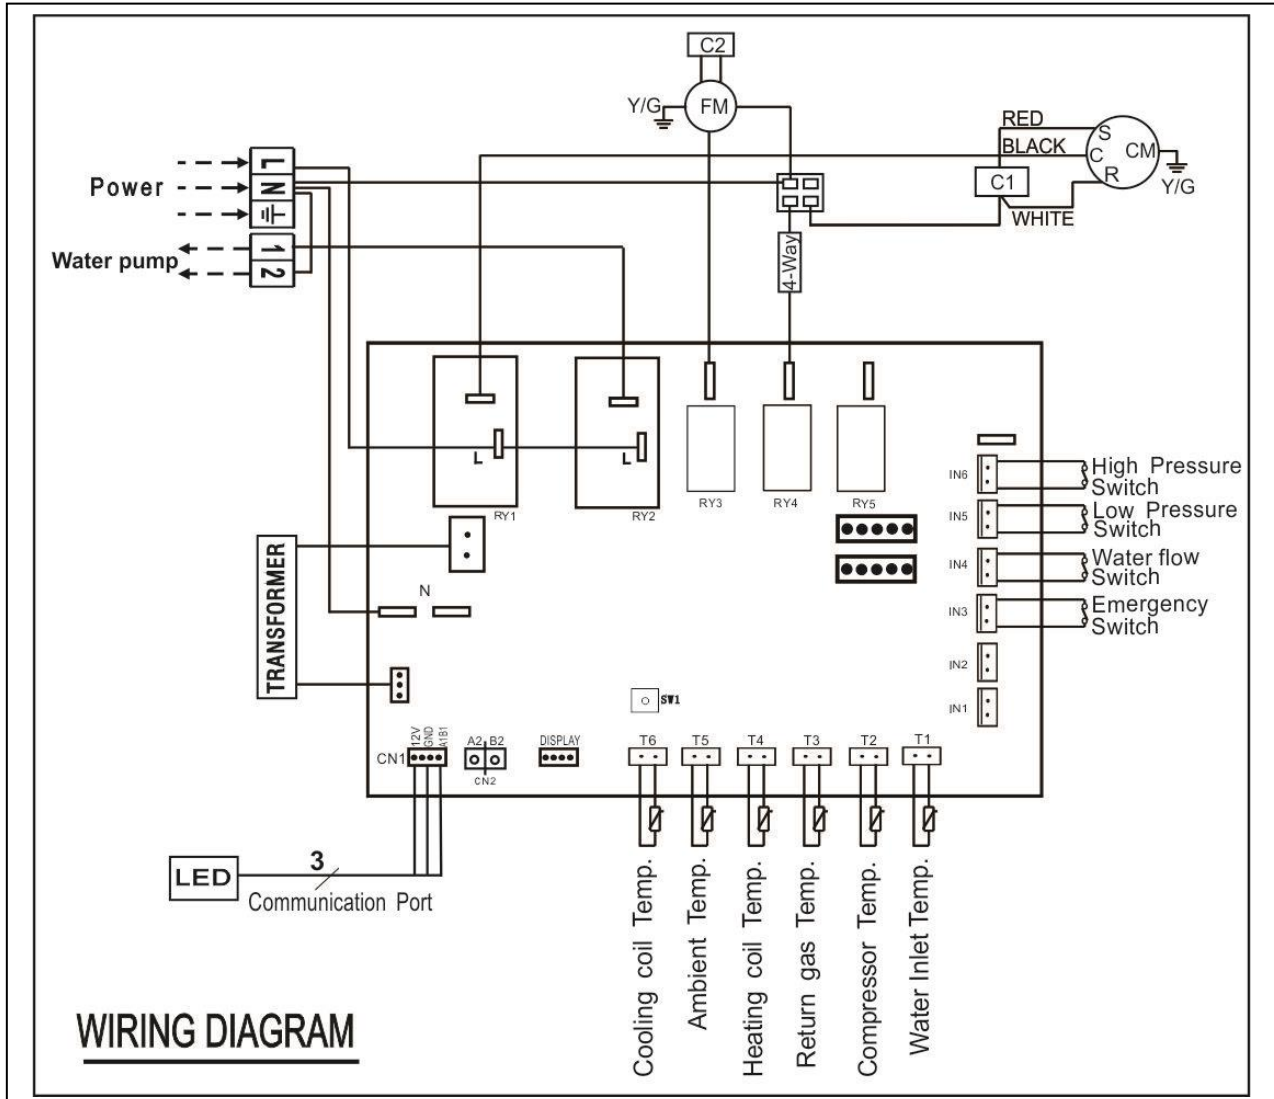 C2
Y/G
FM
RED
BLACK
S
C
CM
R
Y/G
C1
WHITE
L
Power
N
1
Water pump
2
4-Way
L
L
RY1
RY2
RY3
RY4
RY5
IN6
High Pressure
Switch
IN5
Low Pressure
Switch
IN4
Water flow
Switch
IN3
Emergency
Switch
IN2
IN1
TRANSFORMER
N
SW1
12V
GND
A1B1
CN1
A2
B2
CN2
DISPLAY
T6
T5
T4
T3
T2
T1
LED
3
Communication Port
Cooling coil Temp.
Ambient Temp.
Heating coil Temp.
Return gas Temp.
Compressor Temp.
Water Inlet Temp.
WIRING DIAGRAM